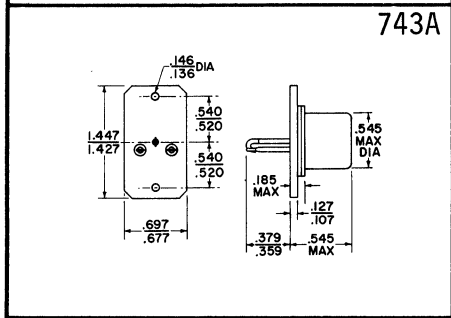 743A
.146
.136 DIA
.540
.520
1.447
1.427
.540
.520
.697
.677
.545
MAX
DIA
.185
MAX
.127
.107
.379
.359
.545
MAX